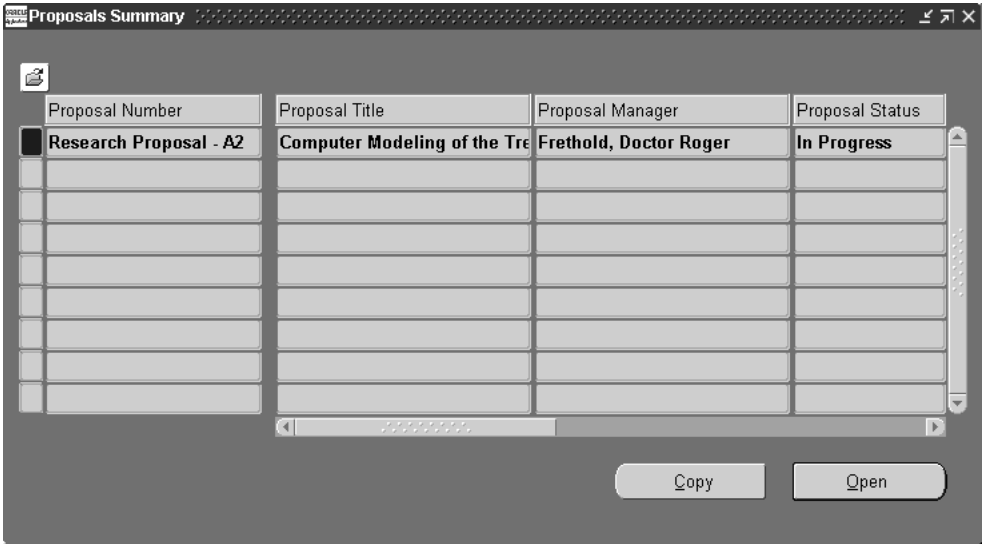 Proposals Summary
Proposal Number Proposal Title Proposal Manager Proposal Status
Research Proposal - A2 Computer Modeling of the Tre Frethold, Doctor Roger In Progress
Copy Open